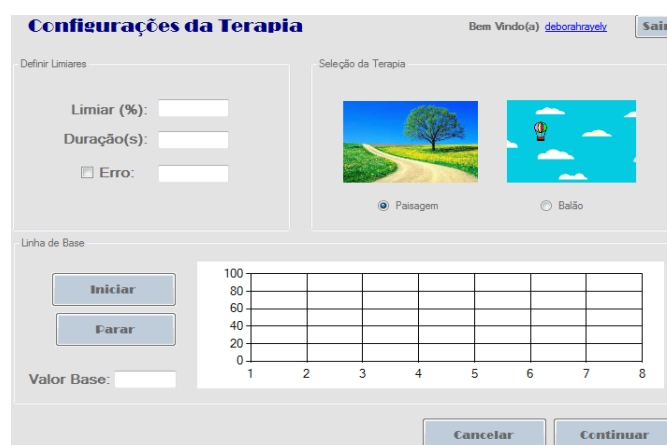 Configurações da Terapia
Bem Vindo(a) deborahrayely
Sair
Definir Limiares
Limiar (%):
Duração(s):
Erro:
Seleção da Terapia
Paisagem
Balão
Linha de Base
Iniciar
Parar
Valor Base:
100
80
60
40
20
0
1 2 3 4 5 6 7 8
Cancelar
Continuar